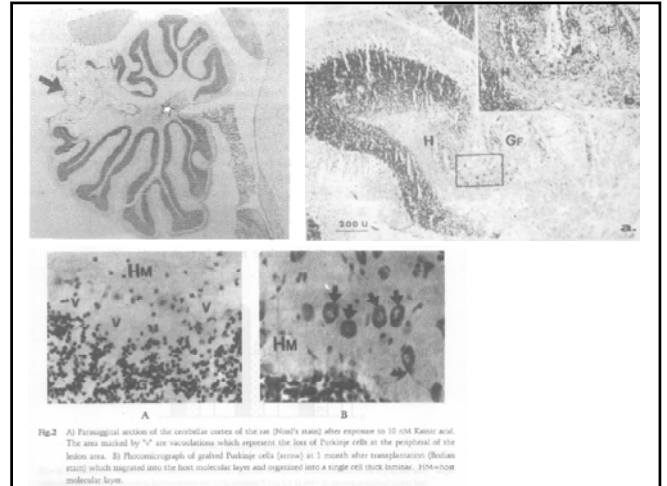 H
GF
200 U
a.
GF
H
b
HM
V
V
V
V
G
A
HM
B
Fig.2 A) Parasaggital section of the cerebellar cortex of the rat (Nissl's stain) after exposure to 10 nM Kainic acid.
The area marked by "v" are vacuolations which represent the loss of Purkinje cells at the peripheral of the
lesion area. B) Photomicrograph of grafted Purkinje cells (arrow) at 1 month after transplantation (Bodian
stain) which migrated into the host molecular layer and organized into a single cell thick laminar. HM=host
molecular layer.